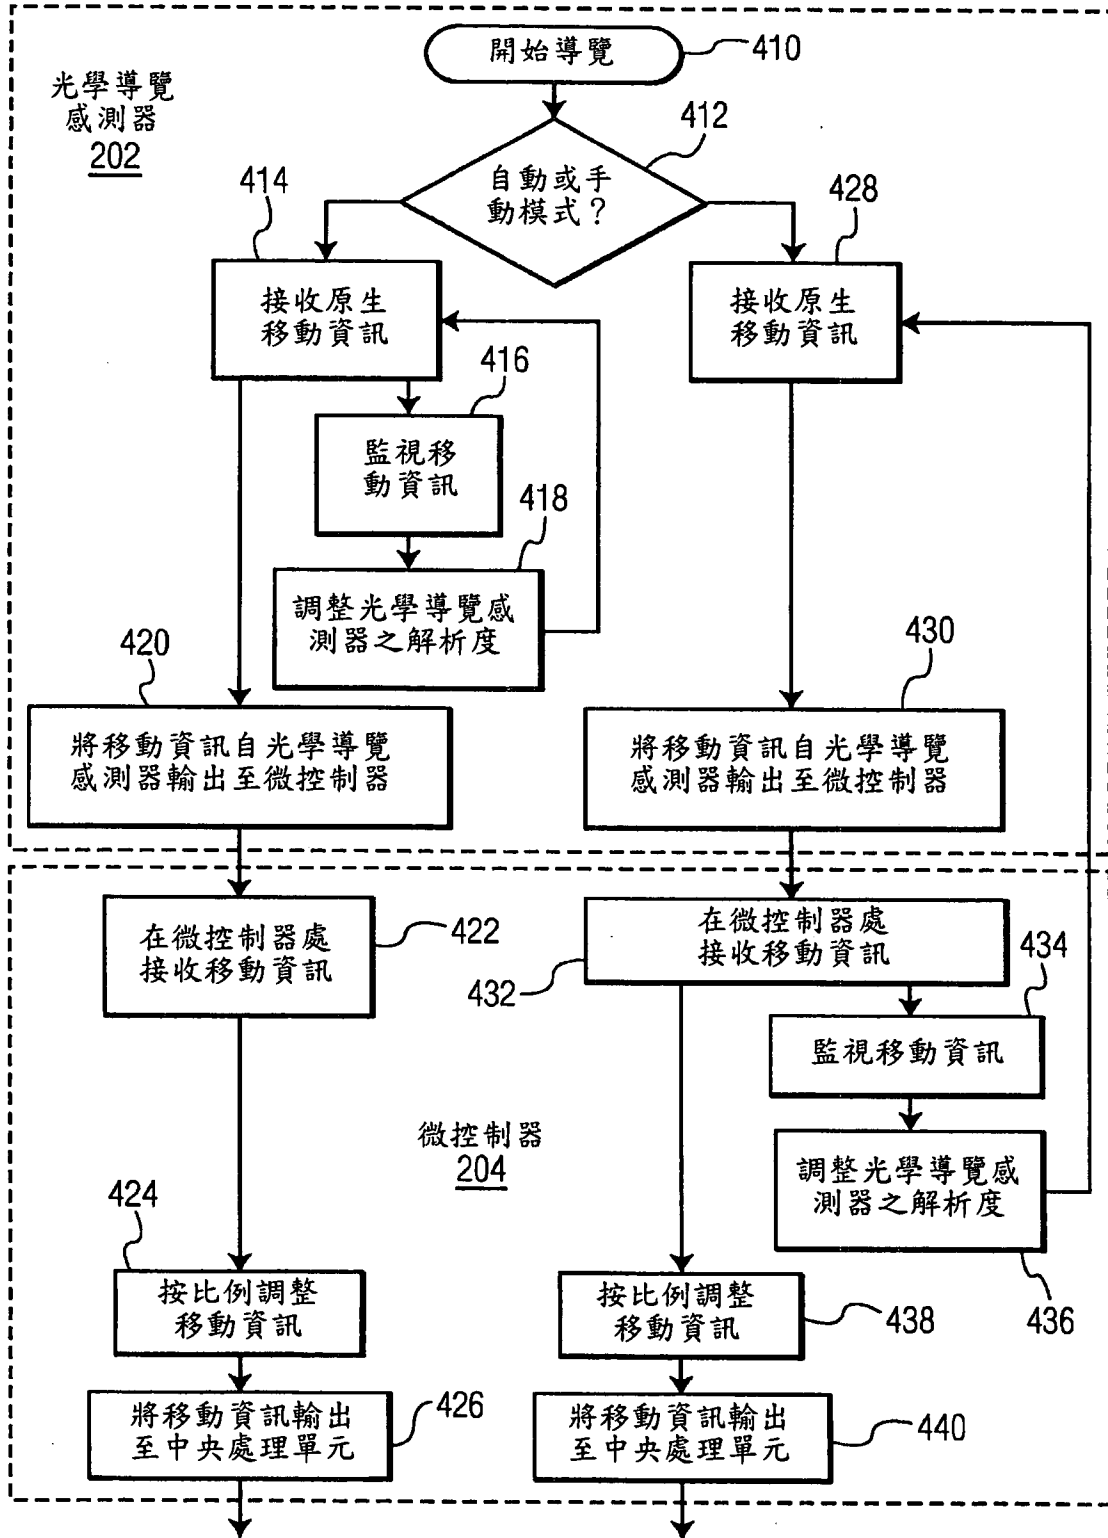 開始導覽
410
光學導覽
感測器
202
412
自動或手
動模式？
414
428
接收原生
移動資訊
接收原生
移動資訊
416
監視移
動資訊
418
調整光學導覽感
測器之解析度
420
430
將移動資訊自光學導覽
感測器輸出至微控制器
將移動資訊自光學導覽
感測器輸出至微控制器
在微控制器處
接收移動資訊
422
在微控制器處
接收移動資訊
432
434
監視移動資訊
微控制器
204
調整光學導覽感
測器之解析度
436
424
按比例調整
移動資訊
按比例調整
移動資訊
438
將移動資訊輸出
至中央處理單元
426
將移動資訊輸出
至中央處理單元
440